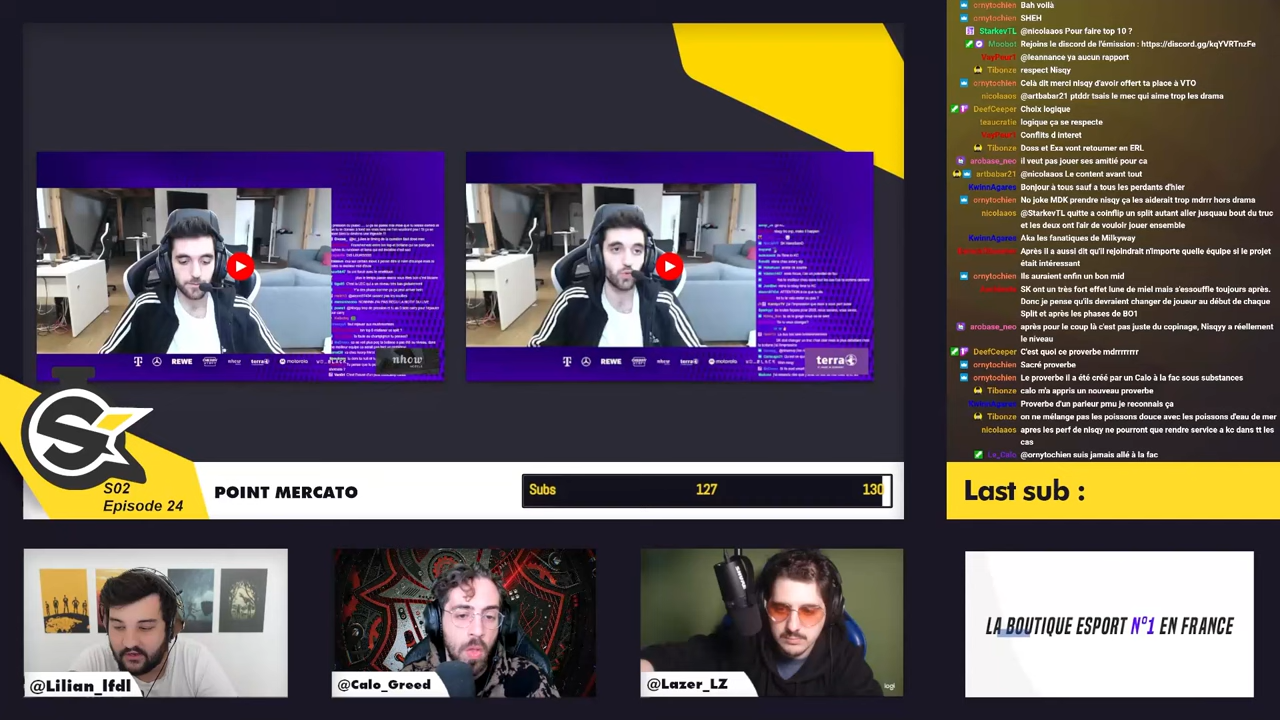 REWE
nhow
terra
motorola
nhow
REWE
nhow
terra
motorola
terra
S02
Episode 24
POINT MERCATO
Subs 127 130
@Lilian_lfdl
@Calo_Greed
@Lazer_LZ
logi
ornytochien Bah voilà
ornytochien SHEH
StarkevTL @nicolaaos Pour faire top 10 ?
Moobot Rejoins le discord de l'émission : https://discord.gg/kqYVRTnzFe
@leannance ya aucun rapport
Tibonze respect Nisqy
ornytochien Celà dit merci nisqy d'avoir offert ta place à VTO
nicolaaos @artbabar21 ptddr tsais le mec qui aime trop les drama
DeefCeeper Choix logique
teaucratie logique ça se respecte
Conflits d interet
Tibonze Doss et Exa vont retourner en ERL
arobase_neo il veut pas jouer ses amitié pour ca
artbabar21 @nicolaaos Le content avant tout
KwinnAgares Bonjour à tous sauf a tous les perdants d'hier
ornytochien No joke MDK prendre nisqy ça les aiderait trop mdrrr hors drama
nicolaaos @StarkevTL quitte a coinflip un split autant aller jusquau bout du truc
et les deux ont l'air de vouloir jouer ensemble
KwinnAgares Aka les fanatiques de Milkyway
Après il a aussi dit qu'il rejoindrait n'importe quelle équipe si le projet
était intéressant
ornytochien Ils auraient enfin un bon mid
SK ont un très fort effet lune de miel mais s'essouffle toujours après.
Donc je pense qu'ils devraient changer de joueur au début de chaque
Split et après les phases de BO1
arobase_neo après pour le coup là c'est pas juste du copinage, Nisqyy a réellement
le niveau
DeefCeeper C'est quoi ce proverbe mdrrrrrrr
ornytochien Sacré proverbe
ornytochien Le proverbe il a été créé par un Calo à la fac sous substances
Tibonze calo m'a appris un nouveau proverbe
KwinnAgares Proverbe d'un parieur pmu je reconnais ça
Tibonze on ne mélange pas les poissons douce avec les poissons d'eau de mer
nicolaaos apres les perf de nisqy ne pourront que rendre service a kc dans tt les
cas
Le_Calo @ornytochien suis jamais allé à la fac
Last sub :
LA BOUTIQUE ESPORT N°1 EN FRANCE